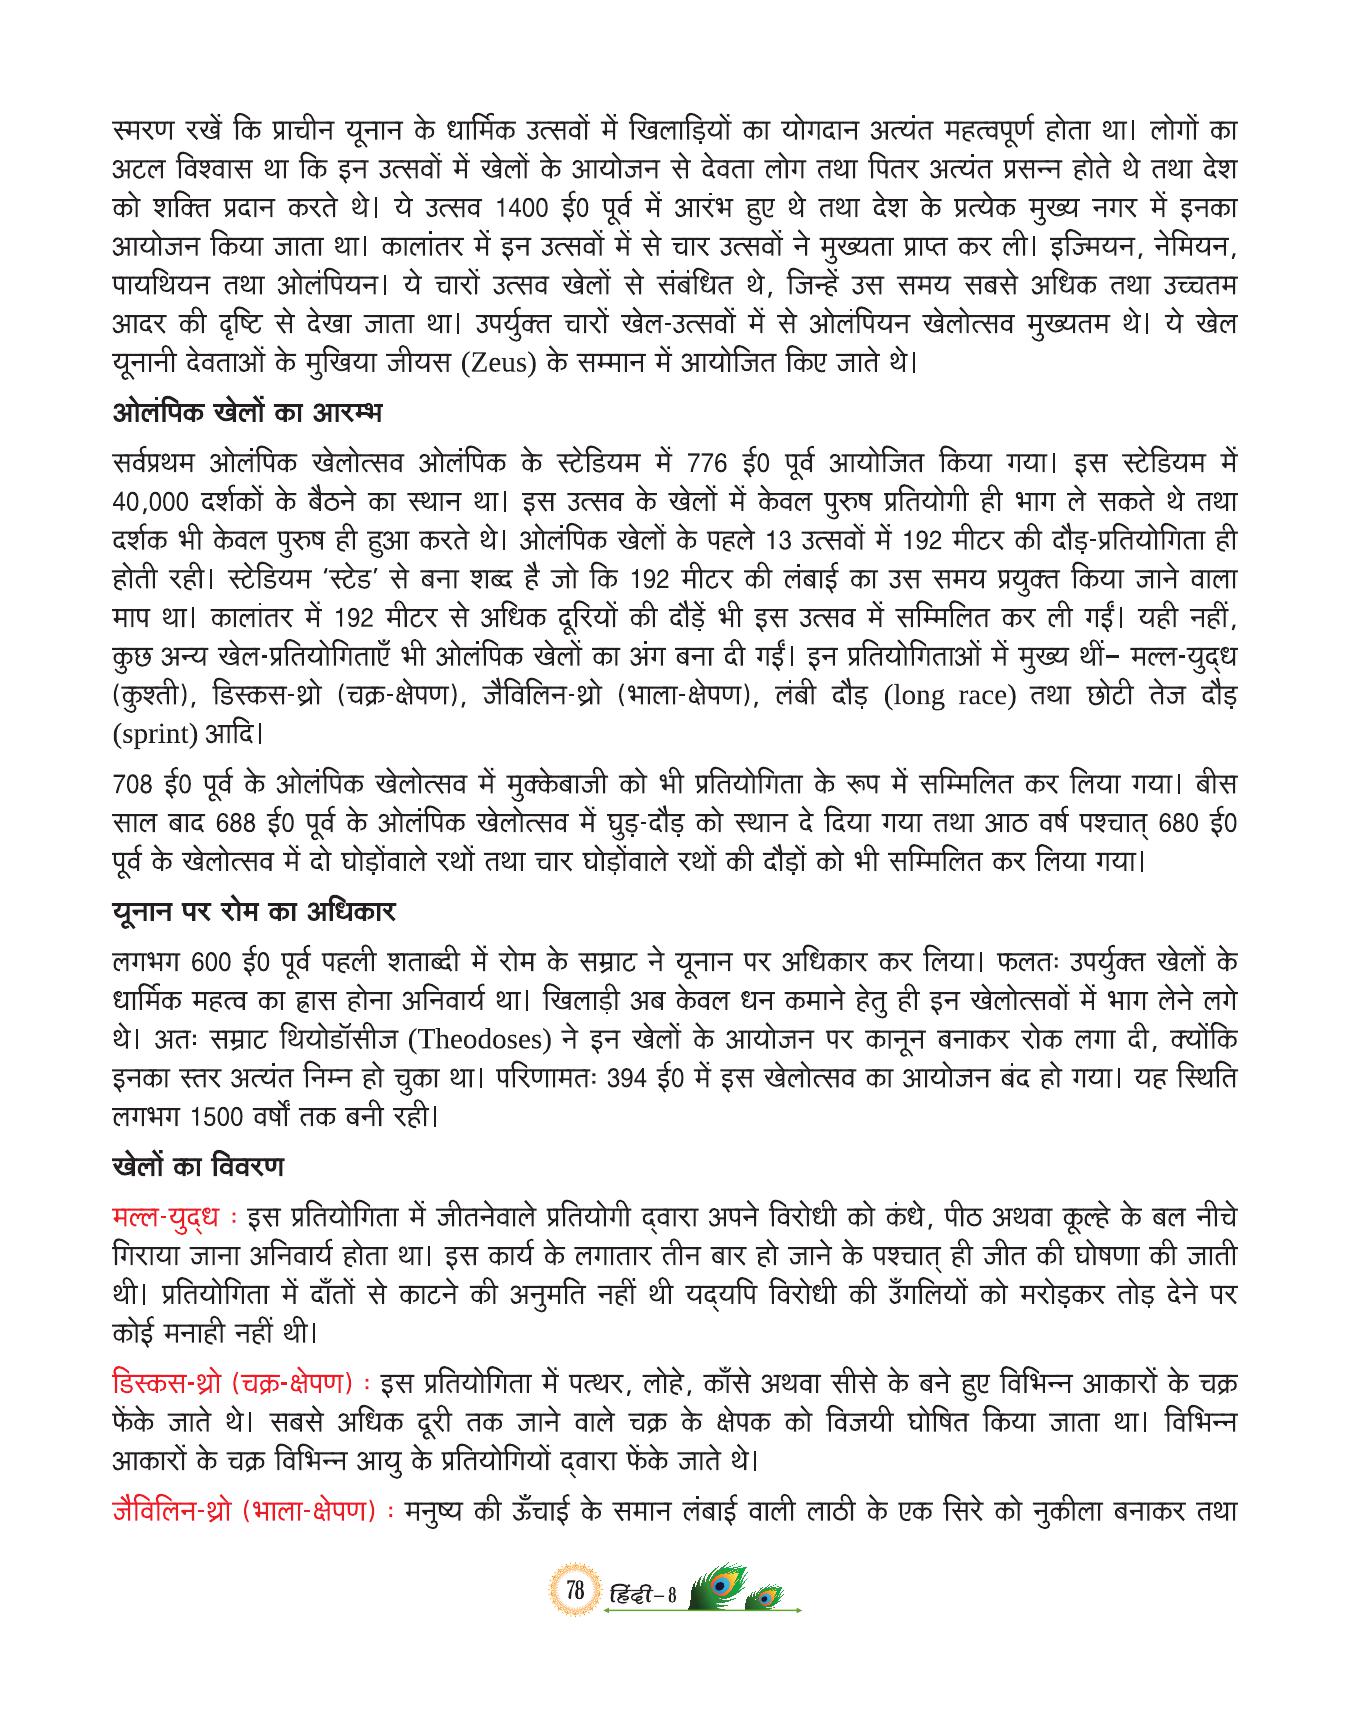 स्मरण रखें कि प्राचीन यूनान के धार्मिक उत्सवों में खिलाड़ियों का योगदान अत्यंत महत्वपूर्ण होता था। लोगों का
अटल विश्वास था कि इन उत्सवों में खेलों के आयोजन से देवता लोग तथा पितर अत्यंत प्रसन्न होते थे तथा देश
को शक्ति प्रदान करते थे। ये उत्सव 1400 ई0 पूर्व में आरंभ हुए थे तथा देश के प्रत्येक मुख्य नगर में इनका
आयोजन किया जाता था। कालांतर में इन उत्सवों में से चार उत्सवों ने मुख्यता प्राप्त कर ली। इज्मियन, नेमियन,
पायथियन तथा ओलंपियन। ये चारों उत्सव खेलों से संबंधित थे, जिन्हें उस समय सबसे अधिक तथा उच्चतम
आदर की दृष्टि से देखा जाता था। उपर्युक्त चारों खेल-उत्सवों में से ओलंपियन खेलोत्सव मुख्यतम थे। ये खेल
यूनानी देवताओं के मुखिया जीयस (Zeus) के सम्मान में आयोजित किए जाते थे।
ओलंपिक खेलों का आरम्भ
सर्वप्रथम ओलंपिक खेलोत्सव ओलंपिक के स्टेडियम में 776 ई0 पूर्व आयोजित किया गया। इस स्टेडियम में
40,000 दर्शकों के बैठने का स्थान था। इस उत्सव के खेलों में केवल पुरुष प्रतियोगी ही भाग ले सकते थे तथा
दर्शक भी केवल पुरुष ही हुआ करते थे। ओलंपिक खेलों के पहले 13 उत्सवों में 192 मीटर की दौड़-प्रतियोगिता ही
होती रही। स्टेडियम ‘स्टेड’ से बना शब्द है जो कि 192 मीटर की लंबाई का उस समय प्रयुक्त किया जाने वाला
माप था। कालांतर में 192 मीटर से अधिक दूरियों की दौड़ें भी इस उत्सव में सम्मिलित कर ली गईं। यही नहीं,
कुछ अन्य खेल-प्रतियोगिताएँ भी ओलंपिक खेलों का अंग बना दी गईं। इन प्रतियोगिताओं में मुख्य थीं– मल्ल-युद्ध
(कुश्ती), डिस्कस-थ्रो (चक्र-क्षेपण), जैविलिन-थ्रो (भाला-क्षेपण), लंबी दौड़ (long race) तथा छोटी तेज दौड़
(sprint) आदि।
708 ई0 पूर्व के ओलंपिक खेलोत्सव में मुक्केबाजी को भी प्रतियोगिता के रूप में सम्मिलित कर लिया गया। बीस
साल बाद 688 ई0 पूर्व के ओलंपिक खेलोत्सव में घुड़-दौड़ को स्थान दे दिया गया तथा आठ वर्ष पश्चात् 680 ई0
पूर्व के खेलोत्सव में दो घोड़ोंवाले रथों तथा चार घोड़ोंवाले रथों की दौड़ों को भी सम्मिलित कर लिया गया।
यूनान पर रोम का अधिकार
लगभग 600 ई0 पूर्व पहली शताब्दी में रोम के सम्राट ने यूनान पर अधिकार कर लिया। फलतः उपर्युक्त खेलों के
धार्मिक महत्व का ह्रास होना अनिवार्य था। खिलाड़ी अब केवल धन कमाने हेतु ही इन खेलोत्सवों में भाग लेने लगे
थे। अतः सम्राट थियोडॉसीज (Theodoses) ने इन खेलों के आयोजन पर कानून बनाकर रोक लगा दी, क्योंकि
इनका स्तर अत्यंत निम्न हो चुका था। परिणामतः 394 ई0 में इस खेलोत्सव का आयोजन बंद हो गया। यह स्थिति
लगभग 1500 वर्षों तक बनी रही।
खेलों का विवरण
मल्ल-युद्ध : इस प्रतियोगिता में जीतनेवाले प्रतियोगी द्वारा अपने विरोधी को कंधे, पीठ अथवा कूल्हे के बल नीचे
गिराया जाना अनिवार्य होता था। इस कार्य के लगातार तीन बार हो जाने के पश्चात् ही जीत की घोषणा की जाती
थी। प्रतियोगिता में दाँतों से काटने की अनुमति नहीं थी यद्यपि विरोधी की उँगलियों को मरोड़कर तोड़ देने पर
कोई मनाही नहीं थी।
डिस्कस-थ्रो (चक्र-क्षेपण) : इस प्रतियोगिता में पत्थर, लोहे, काँसे अथवा सीसे के बने हुए विभिन्न आकारों के चक्र
फेंके जाते थे। सबसे अधिक दूरी तक जाने वाले चक्र के क्षेपक को विजयी घोषित किया जाता था। विभिन्न
आकारों के चक्र विभिन्न आयु के प्रतियोगियों द्वारा फेंके जाते थे।
जैविलिन-थ्रो (भाला-क्षेपण) : मनुष्य की ऊँचाई के समान लंबाई वाली लाठी के एक सिरे को नुकीला बनाकर तथा
78 हिंदी–8